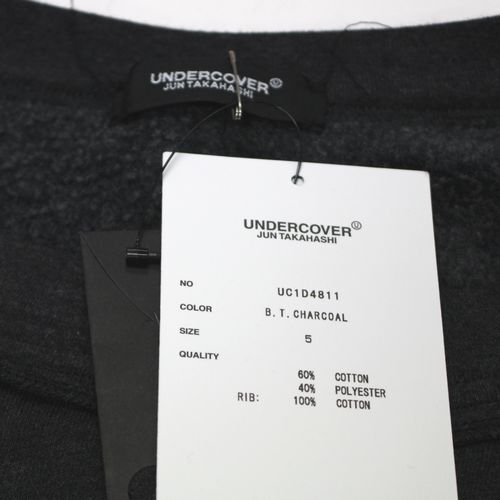 UNDERCOVER
JUN TAKAHASHI
UNDERCOVER
JUN TAKAHASHI
NO UC1D4811
COLOR B.T.CHARCOAL
SIZE 5
QUALITY
60% COTTON
40% POLYESTER
RIB: 100% COTTON